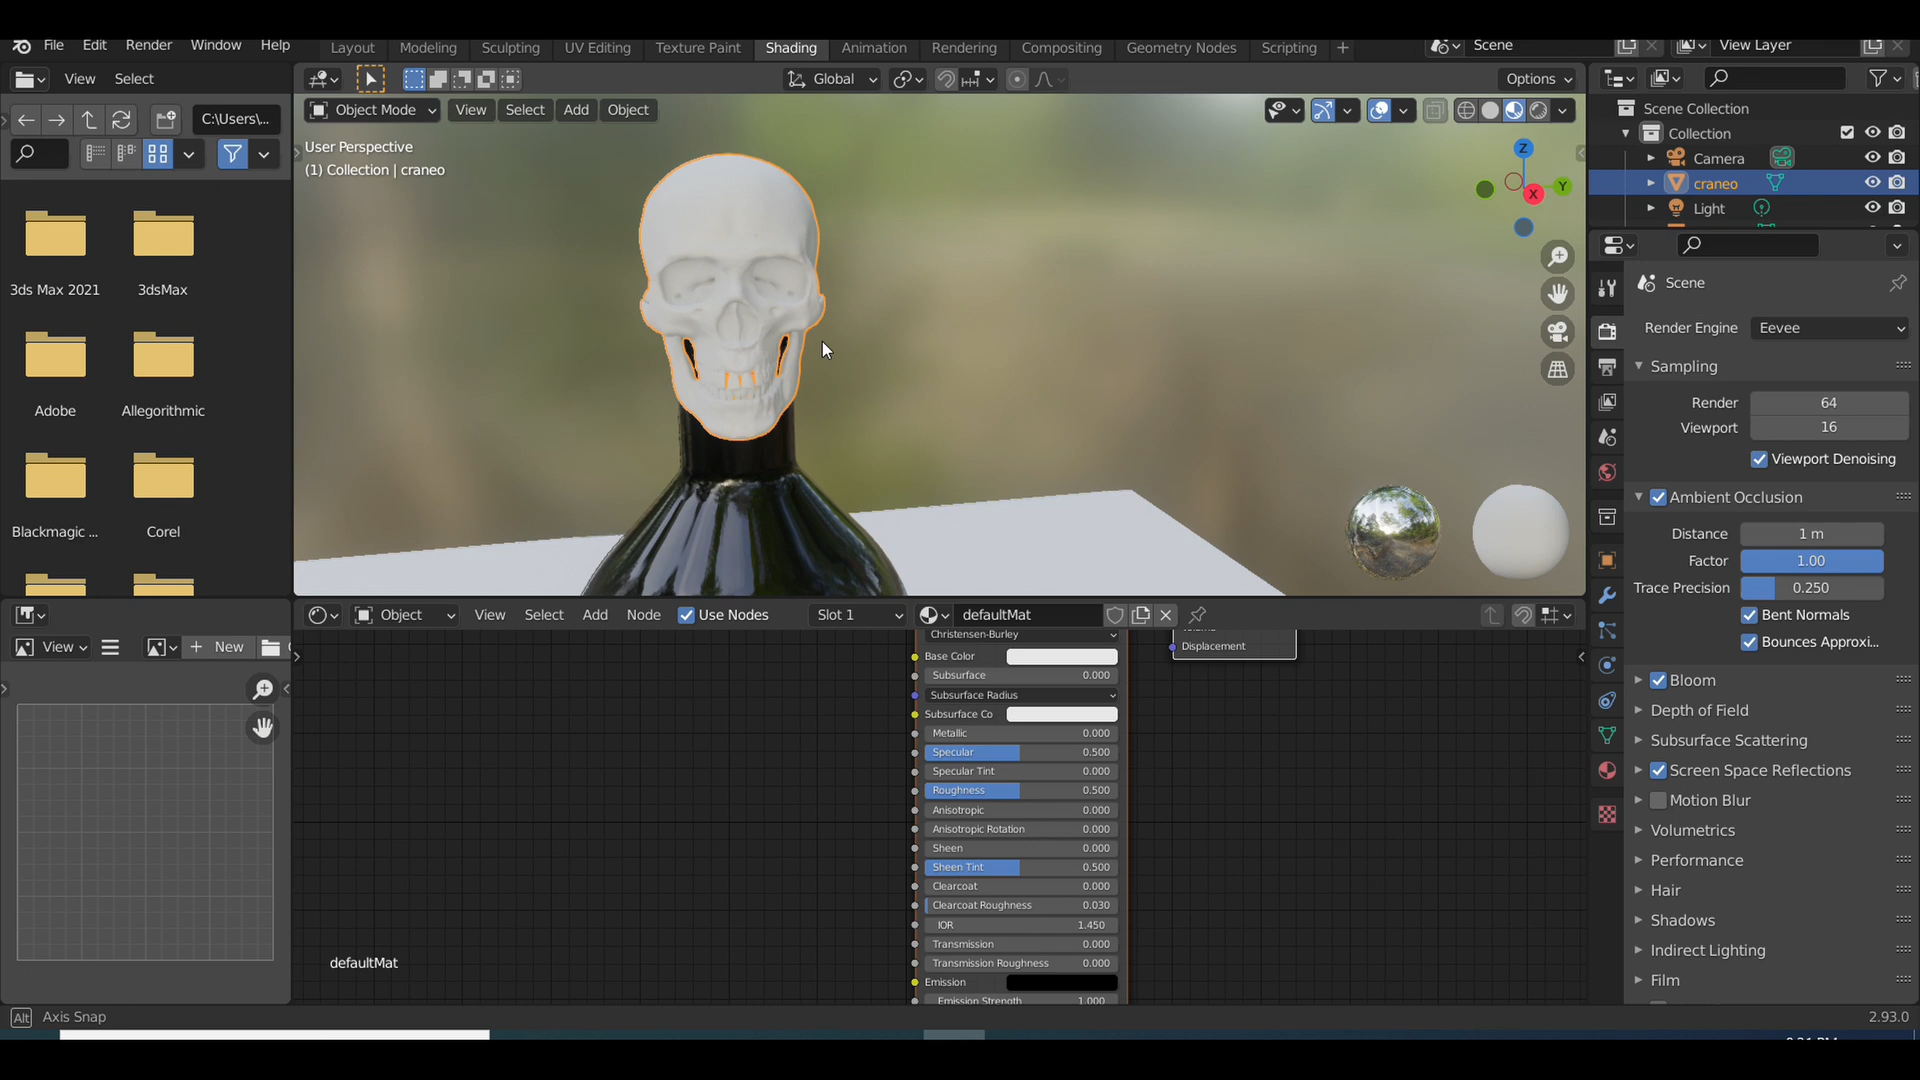 File Edit Render Window Help
Layout Modeling Sculpting UV Editing Texture Paint Shading Animation Rendering Compositing Geometry Nodes Scripting +
Scene
View Layer
View Select
Global
Options
C:\Users\...
Object Mode View Select Add Object
User Perspective
(1) Collection | craneo
Z
Y
X
3ds Max 2021
3dsMax
Adobe
Allegorithmic
Blackmagic ...
Corel
Scene Collection
Collection
Camera
craneo
Light
Scene
Render Engine Eevee
Sampling
Render 64
Viewport 16
Viewport Denoising
Ambient Occlusion
Distance 1 m
Factor 1.00
Trace Precision 0.250
Bent Normals
Bounces Approxi...
Bloom
Depth of Field
Subsurface Scattering
Screen Space Reflections
Motion Blur
Volumetrics
Performance
Hair
Shadows
Indirect Lighting
Film
View
New
Object View Select Add Node Use Nodes Slot 1 defaultMat
Christensen-Burley
Base Color
Subsurface 0.000
Subsurface Radius
Subsurface Co
Metallic 0.000
Specular 0.500
Specular Tint 0.000
Roughness 0.500
Anisotropic 0.000
Anisotropic Rotation 0.000
Sheen 0.000
Sheen Tint 0.500
Clearcoat 0.000
Clearcoat Roughness 0.030
IOR 1.450
Transmission 0.000
Transmission Roughness 0.000
Emission
Emission Strength 1.000
Displacement
defaultMat
Alt Axis Snap
2.93.0